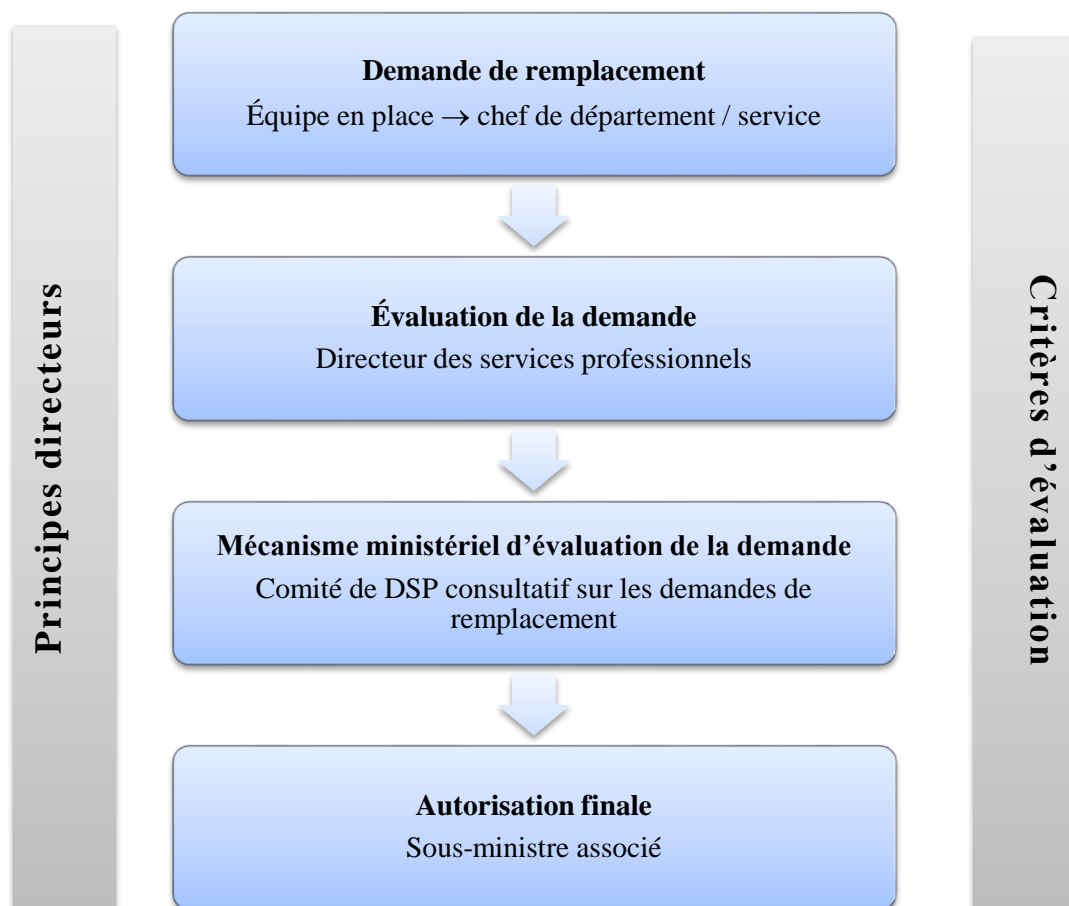 Principes directeurs
Demande de remplacement
Équipe en place → chef de département / service
Évaluation de la demande
Directeur des services professionnels
Mécanisme ministériel d’évaluation de la demande
Comité de DSP consultatif sur les demandes de
remplacement
Autorisation finale
Sous-ministre associé
Critères d’évaluation